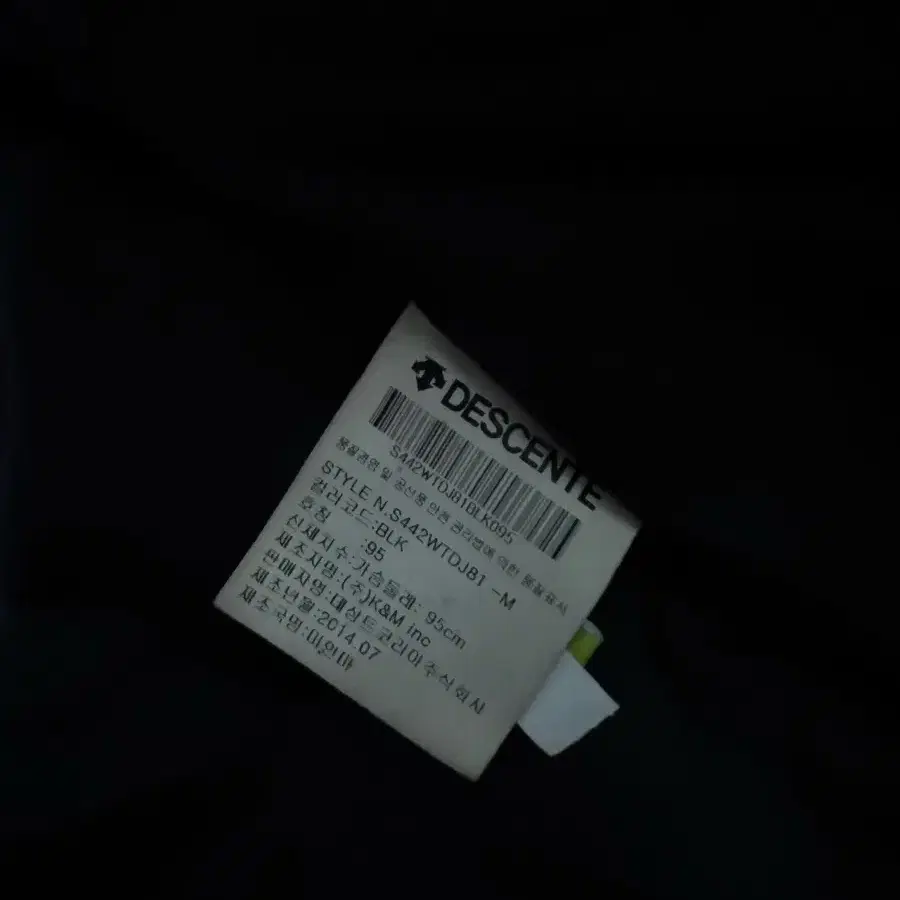 DESCENTE
S442WTDJ81BLK095
품질경영 및 공산품 안전 관리법에 의한 품질표시
STYLE N.S442WTDJ81 -M
컬러코드:BLK
호칭 :95
신체치수:가슴둘레: 95cm
제조자명:(주)K&M inc
판매자명:데상트코리아주식회사
제조년월:2014.07
제조국명:미얀마